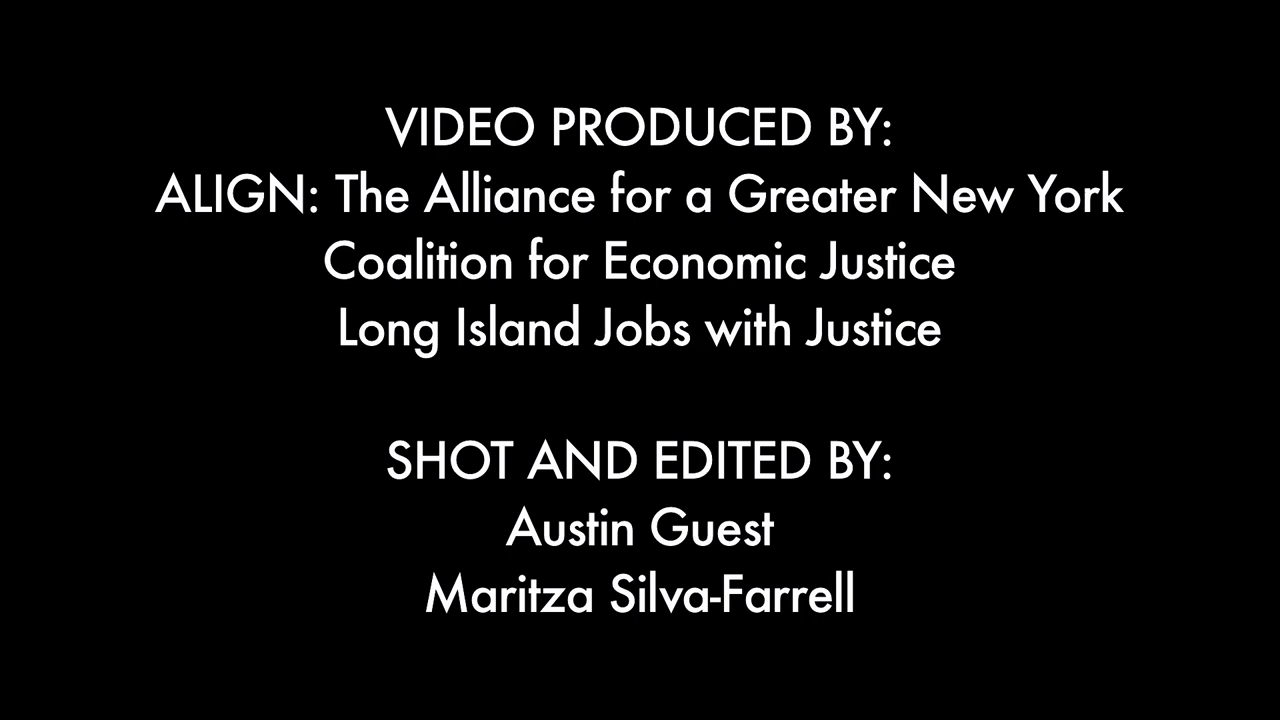 VIDEO PRODUCED BY:
ALIGN: The Alliance for a Greater New York
Coalition for Economic Justice
Long Island Jobs with Justice
SHOT AND EDITED BY:
Austin Guest
Maritza Silva-Farrell